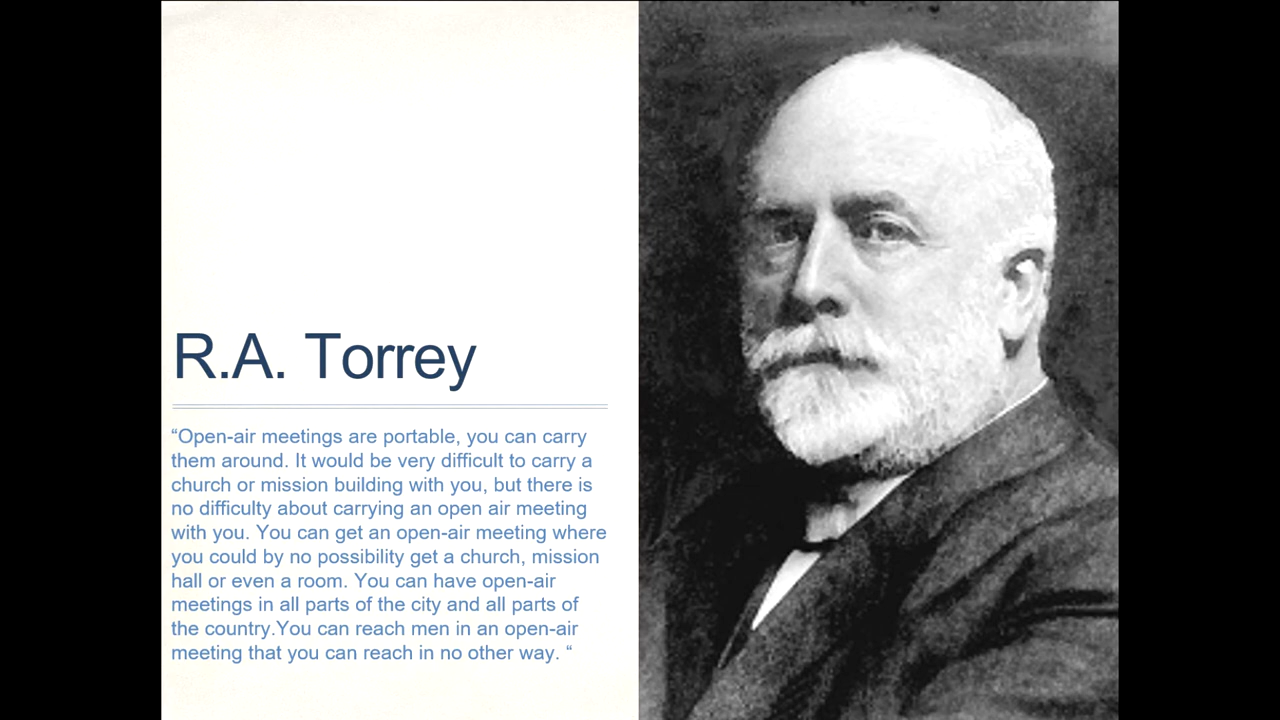 R.A. Torrey
“Open-air meetings are portable, you can carry
them around. It would be very difficult to carry a
church or mission building with you, but there is
no difficulty about carrying an open air meeting
with you. You can get an open-air meeting where
you could by no possibility get a church, mission
hall or even a room. You can have open-air
meetings in all parts of the city and all parts of
the country.You can reach men in an open-air
meeting that you can reach in no other way. “